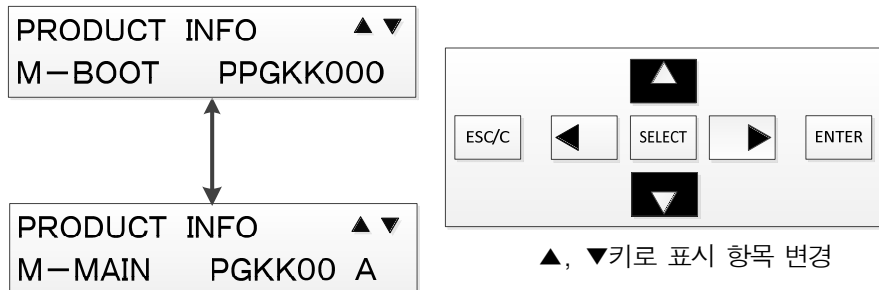 PRODUCT INFO ▲ ▼
M-BOOT PPGKK000
PRODUCT INFO ▲ ▼
M-MAIN PGKK00 A
▲
ESC/C ◀ SELECT ▶ ENTER
▼
▲, ▼키로 표시 항목 변경